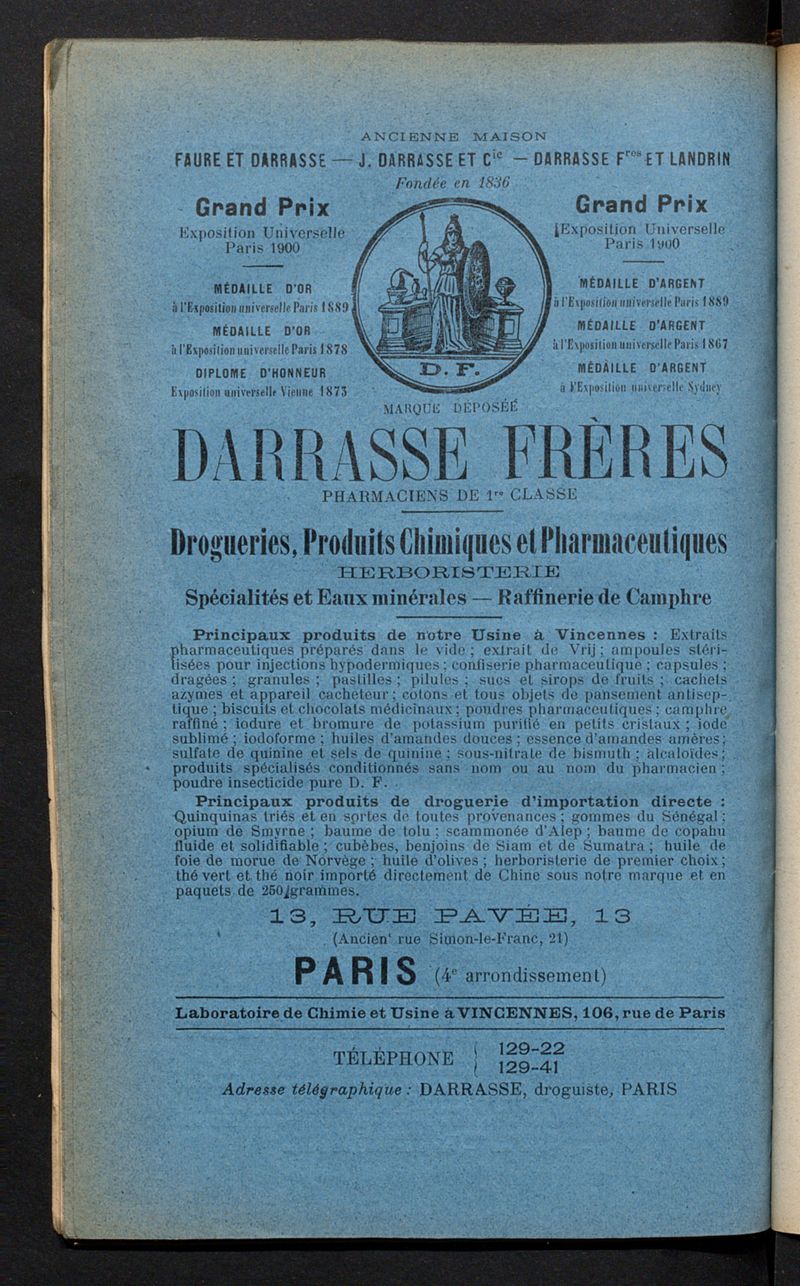 ANCIENNE MAISON
FAURE ET DARRASSE — J. DARRASSE ET Cie — DARRASSE Fres ET LANDRIN
Fondée en 1836
Grand Prix
Exposition Universelle
Paris 1900
MÉDAILLE D'OR
à l'Exposition universelle Paris 1889
MÉDAILLE D'OR
à l'Exposition universelle Paris 1878
DIPLOME D'HONNEUR
Exposition universelle Vienne 1873
Grand Prix
Exposition Universelle
Paris 1900
MÉDAILLE D'ARGENT
à l'Exposition universelle Paris 1889
MÉDAILLE D'ARGENT
à l'Exposition universelle Paris 1867
MÉDAILLE D'ARGENT
à l'Exposition universelle Sydney
D. F.
MARQUE DÉPOSÉE
DARRASSE FRÈRES
PHARMACIENS DE 1re CLASSE
Drogueries, Produits Chimiques et Pharmaceutiques
HERBORISTERIE
Spécialités et Eaux minérales — Raffinerie de Camphre
Principaux produits de notre Usine à Vincennes : Extraits
pharmaceutiques préparés dans le vide ; extrait de Vrij ; ampoules stéri-
lisées pour injections hypodermiques ; confiserie pharmaceutique ; capsules ;
dragées ; granules ; pastilles ; pilules ; sucs et sirops de fruits ; cachets
azymes et appareil cacheteur ; cotons et tous objets de pansement antisep-
tique ; biscuits et chocolats médicinaux ; poudres pharmaceutiques ; camphre
raffiné ; iodure et bromure de potassium purifié en petits cristaux ; iode
sublimé ; iodoforme ; huiles d'amandes douces ; essence d'amandes amères ;
sulfate de quinine et sels de quinine ; sous-nitrate de bismuth ; alcaloïdes ;
produits spécialisés conditionnés sans nom ou au nom du pharmacien ;
poudre insecticide pure D. F.
Principaux produits de droguerie d'importation directe :
Quinquinas triés et en sortes de toutes provenances ; gommes du Sénégal ;
opium de Smyrne ; baume de tolu ; scammonée d'Alep ; baume de copahu
fluide et solidifiable ; cubèbes, benjoins de Siam et de Sumatra ; huile de
foie de morue de Norvège ; huile d'olives ; herboristerie de premier choix ;
thé vert et thé noir importé directement de Chine sous notre marque et en
paquets de 250 grammes.
13, RUE PAVÉE, 13
(Ancient rue Simon-le-Franc, 21)
PARIS (4e arrondissement)
Laboratoire de Chimie et Usine à VINCENNES, 106, rue de Paris
TÉLÉPHONE { 129-22
129-41
Adresse télégraphique : DARRASSE, droguiste, PARIS